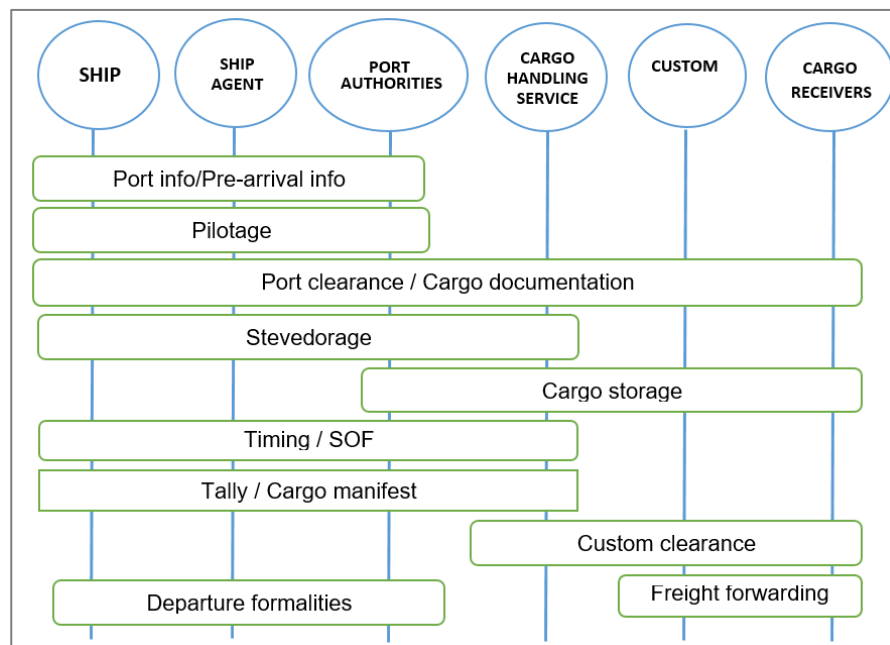 SHIP
SHIP
AGENT
PORT
AUTHORITIES
CARGO
HANDLING
SERVICE
CUSTOM
CARGO
RECEIVERS
Port info/Pre-arrival info
Pilotage
Port clearance / Cargo documentation
Stevedorage
Cargo storage
Timing / SOF
Tally / Cargo manifest
Custom clearance
Freight forwarding
Departure formalities